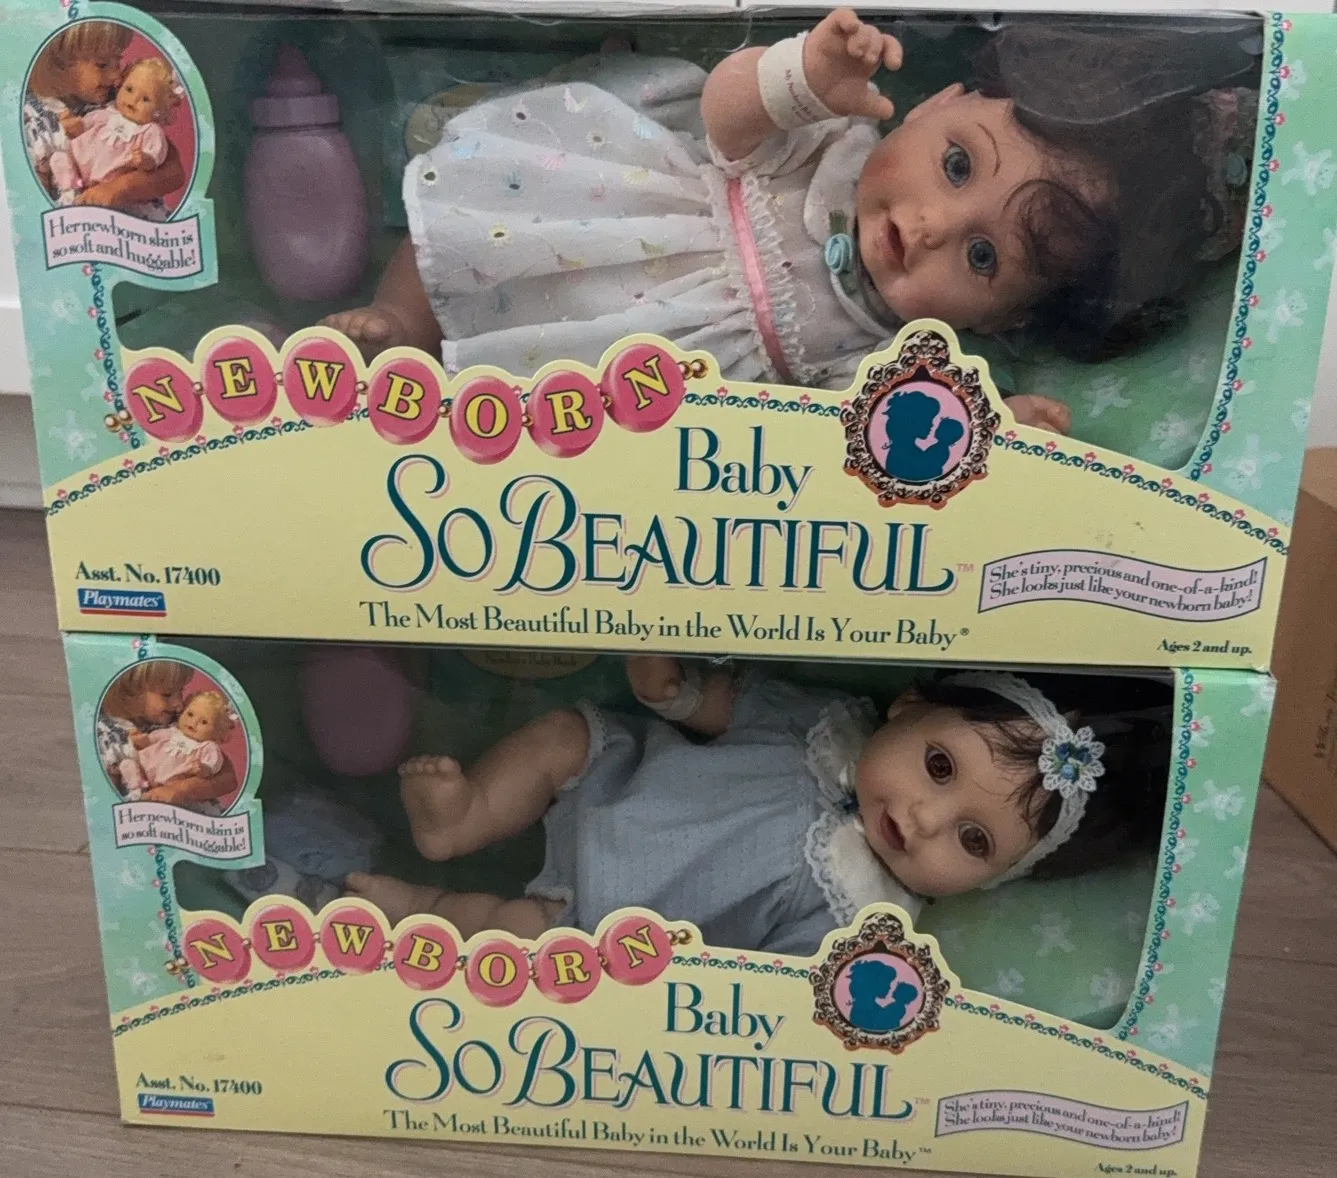 Her newborn skin is
so soft and huggable!
NEWBORN
Baby
So BEAUTIFUL™
Asst. No. 17400
Playmates
The Most Beautiful Baby in the World Is Your Baby®
She's tiny, precious and one-of-a-kind!
She looks just like your newborn baby!
Ages 2 and up.
Her newborn skin is
so soft and huggable!
NEWBORN
Baby
So BEAUTIFUL™
Asst. No. 17400
Playmates
The Most Beautiful Baby in the World Is Your Baby™
She's tiny, precious and one-of-a-kind!
She looks just like your newborn baby!
Ages 2 and up.